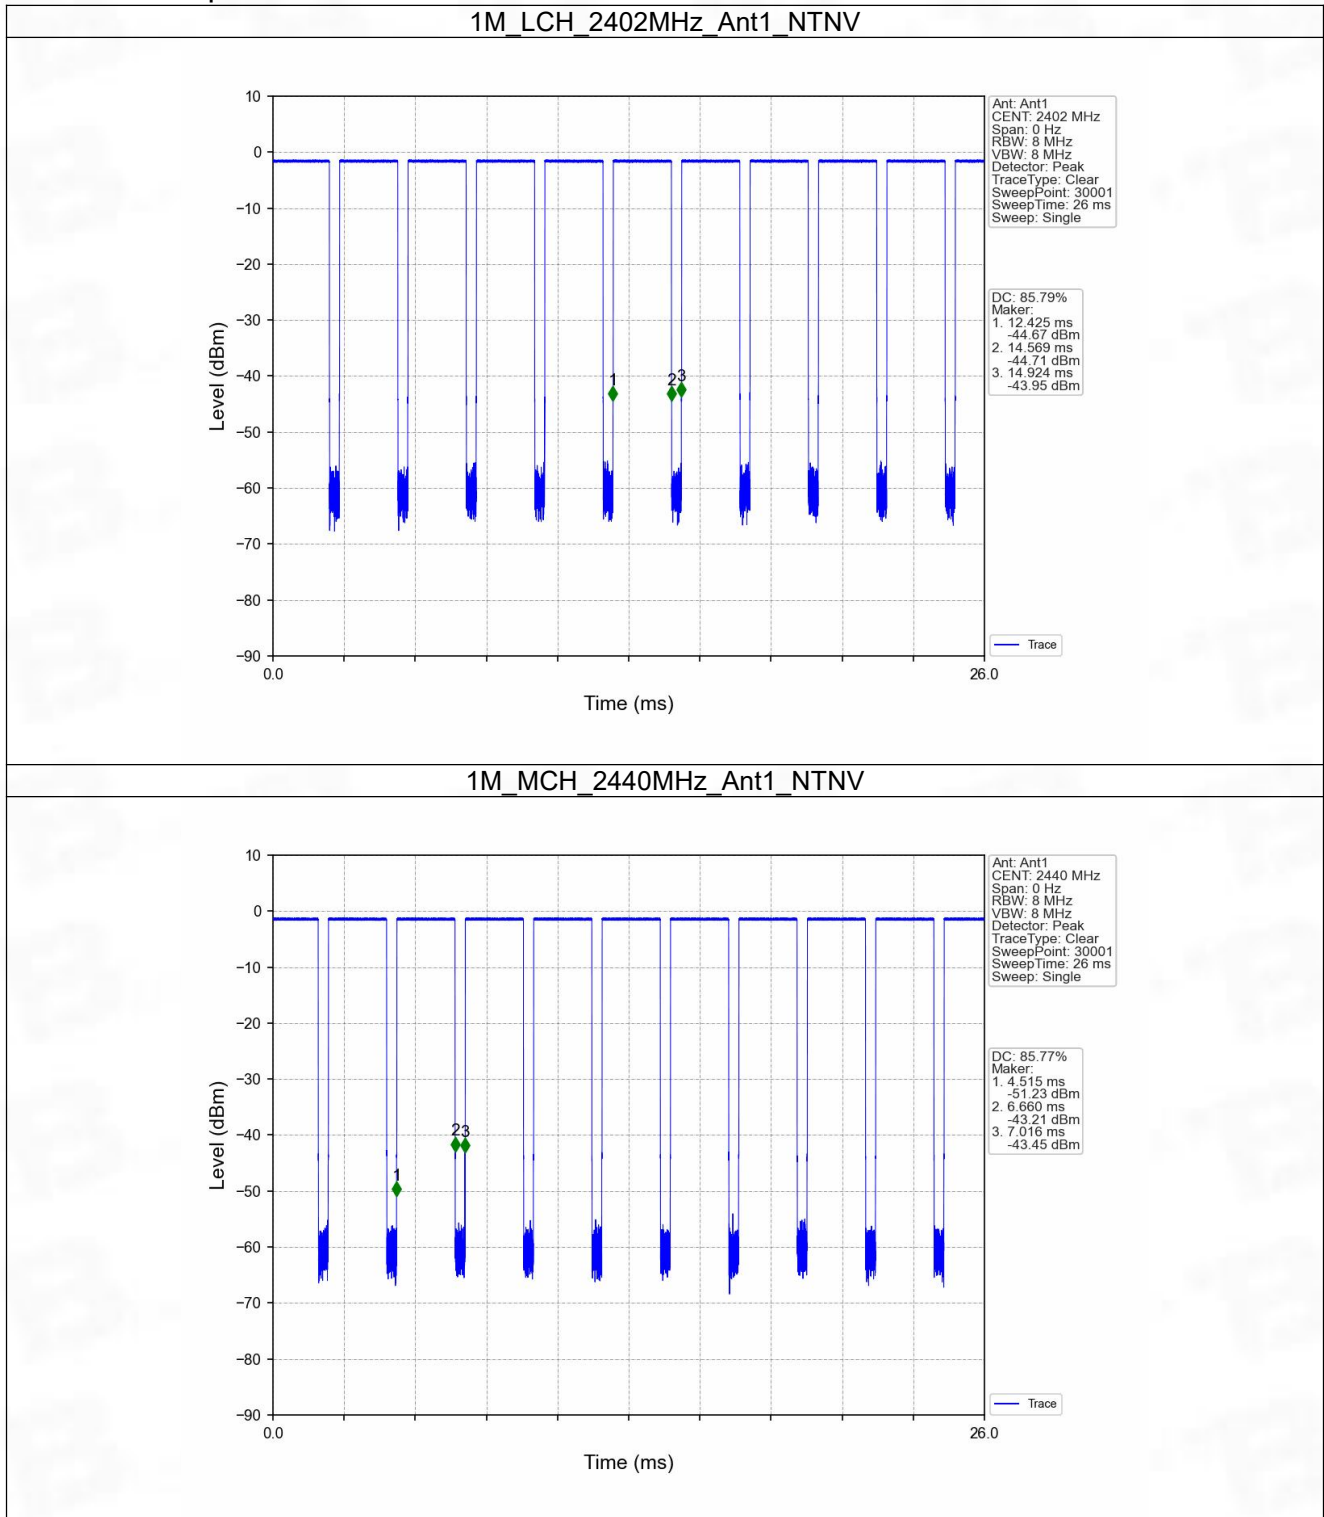 1M_LCH_2402MHz_Ant1_NTNV
10
0
−10
−20
−30
−40
−50
−60
−70
−80
−90
Level (dBm)
1
2
3
0.0
26.0
Time (ms)
Ant: Ant1
CENT: 2402 MHz
Span: 0 Hz
RBW: 8 MHz
VBW: 8 MHz
Detector: Peak
TraceType: Clear
SweepPoint: 30001
SweepTime: 26 ms
Sweep: Single
DC: 85.79%
Maker:
1. 12.425 ms
-44.67 dBm
2. 14.569 ms
-44.71 dBm
3. 14.924 ms
-43.95 dBm
Trace
1M_MCH_2440MHz_Ant1_NTNV
10
0
−10
−20
−30
−40
−50
−60
−70
−80
−90
Level (dBm)
1
2
3
0.0
26.0
Time (ms)
Ant: Ant1
CENT: 2440 MHz
Span: 0 Hz
RBW: 8 MHz
VBW: 8 MHz
Detector: Peak
TraceType: Clear
SweepPoint: 30001
SweepTime: 26 ms
Sweep: Single
DC: 85.77%
Maker:
1. 4.515 ms
-51.23 dBm
2. 6.660 ms
-43.21 dBm
3. 7.016 ms
-43.45 dBm
Trace